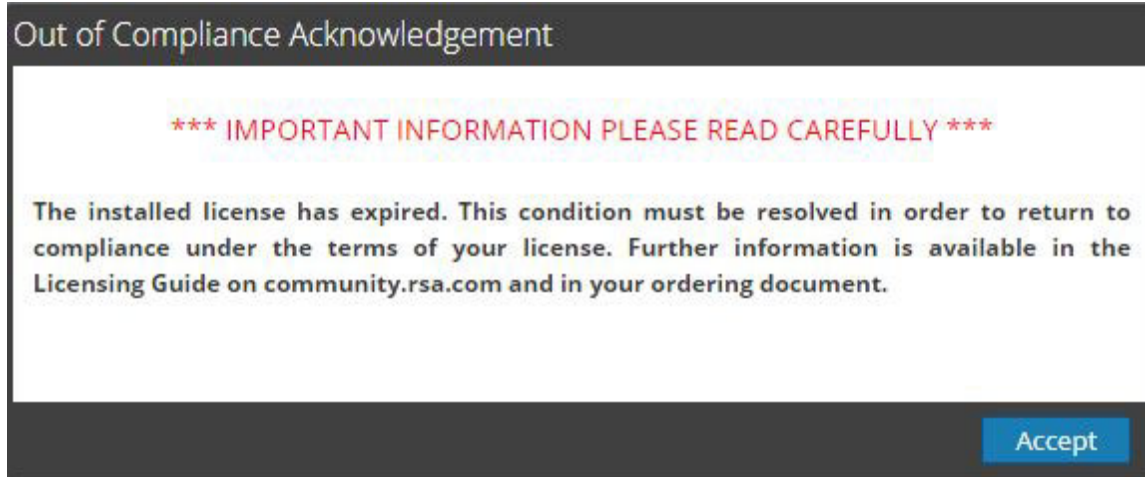 Out of Compliance Acknowledgement
*** IMPORTANT INFORMATION PLEASE READ CAREFULLY ***
The installed license has expired. This condition must be resolved in order to return to
compliance under the terms of your license. Further information is available in the
Licensing Guide on community.rsa.com and in your ordering document.
Accept